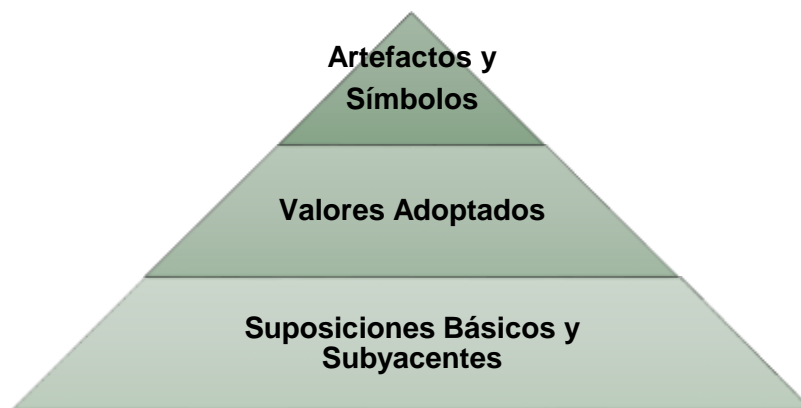 Artefactos y
Símbolos
Valores Adoptados
Suposiciones Básicos y
Subyacentes